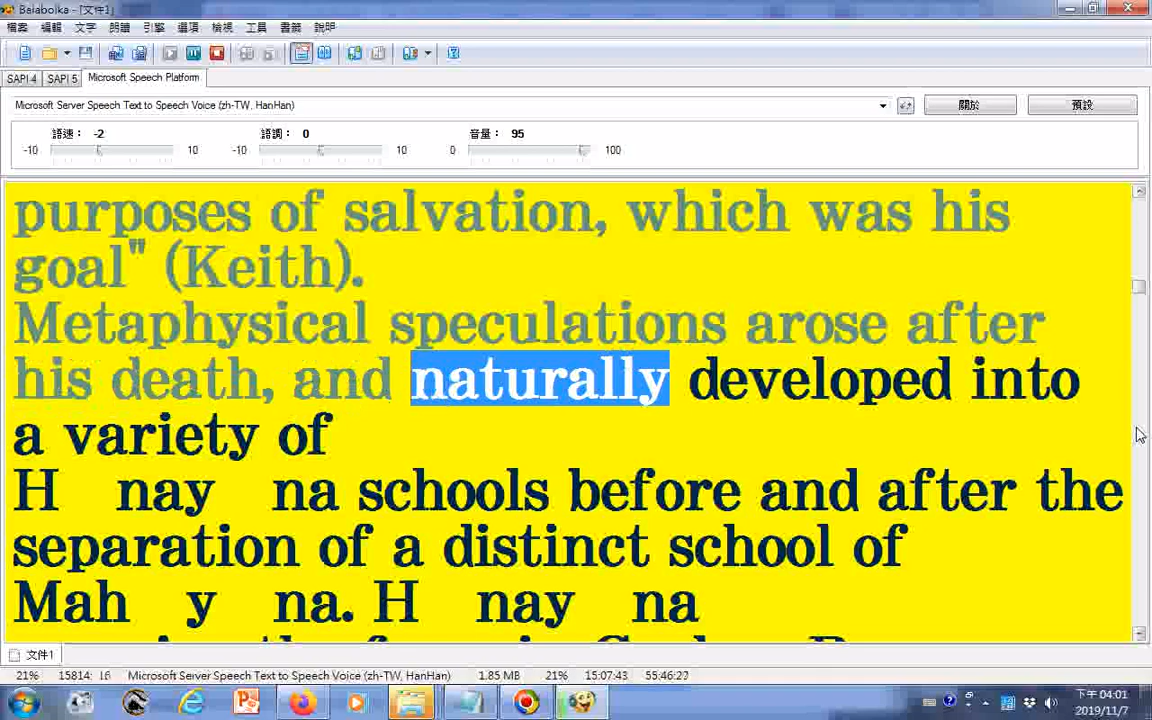 Balabolka - [文件1]
檔案 編輯 文字 朗讀 引擎 選項 檢視 工具 書籤 說明
SAPI 4 SAPI 5 Microsoft Speech Platform
Microsoft Server Speech Text to Speech Voice (zh-TW, HanHan) 關於 預設
語速： -2 語調： 0 音量： 95
-10 10 -10 10 0 100
purposes of salvation, which was his
goal" (Keith).
Metaphysical speculations arose after
his death, and naturally developed into
a variety of
H nay na schools before and after the
separation of a distinct school of
Mah y na. H nay na
文件1
21% 15814: 16 Microsoft Server Speech Text to Speech Voice (zh-TW, HanHan) 1.85 MB 21% 15:07:43 55:46:27
下午 04:01
2019/11/7